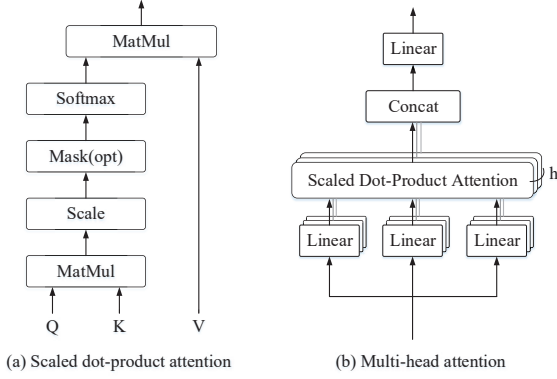 MatMul
Softmax
Mask(opt)
Scale
MatMul
Q K V
(a) Scaled dot-product attention
Linear
Concat
Scaled Dot-Product Attention h
Linear Linear Linear
(b) Multi-head attention